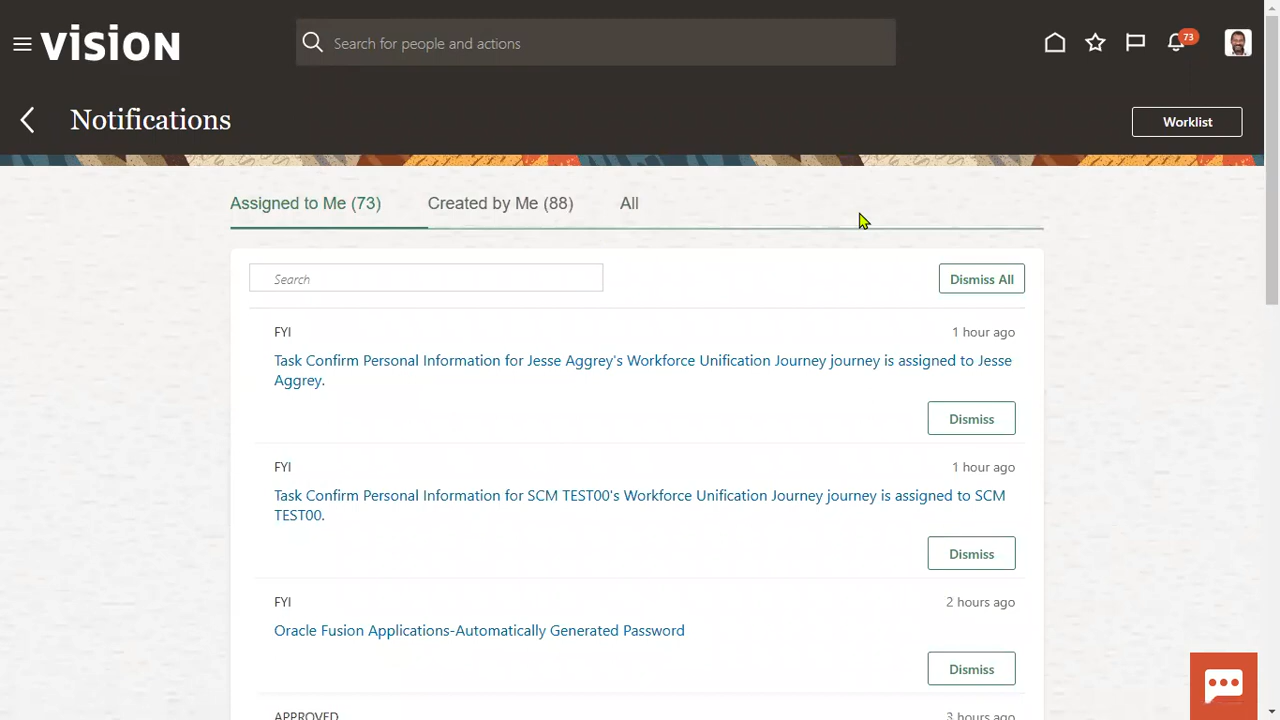 vision
Search for people and actions
73
Notifications
Worklist
Assigned to Me (73)
Created by Me (88)
All
Search
Dismiss All
FYI
1 hour ago
Task Confirm Personal Information for Jesse Aggrey's Workforce Unification Journey journey is assigned to Jesse
Aggrey.
Dismiss
FYI
1 hour ago
Task Confirm Personal Information for SCM TEST00's Workforce Unification Journey journey is assigned to SCM
TEST00.
Dismiss
FYI
2 hours ago
Oracle Fusion Applications-Automatically Generated Password
Dismiss
APPROVED
3 hours ago